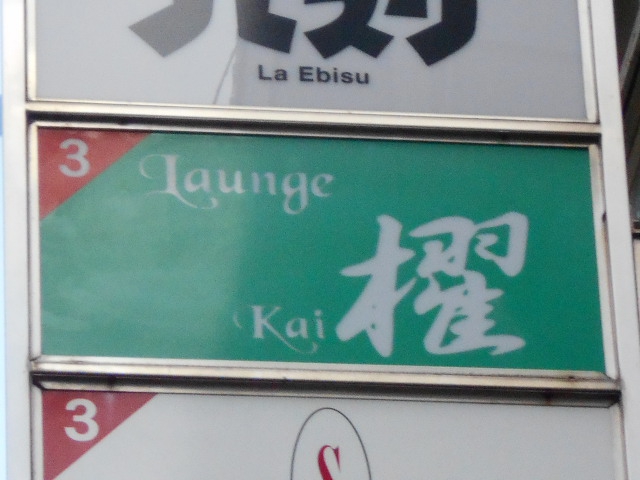 La Ebisu
3
Launge
Kai 櫂
3
S